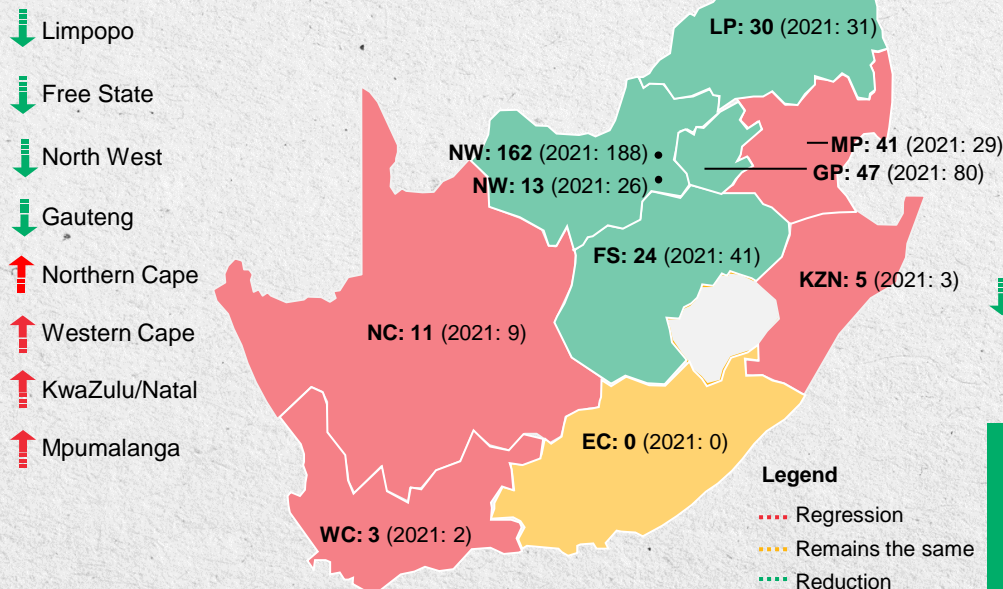 Limpopo
Free State
North West
Gauteng
Northern Cape
Western Cape
KwaZulu/Natal
Mpumalanga
LP: 30 (2021: 31)
NW: 162 (2021: 188)
NW: 13 (2021: 26)
MP: 41 (2021: 29)
GP: 47 (2021: 80)
FS: 24 (2021: 41)
KZN: 5 (2021: 3)
NC: 11 (2021: 9)
EC: 0 (2021: 0)
WC: 3 (2021: 2)
Legend
Regression
Remains the same
Reduction